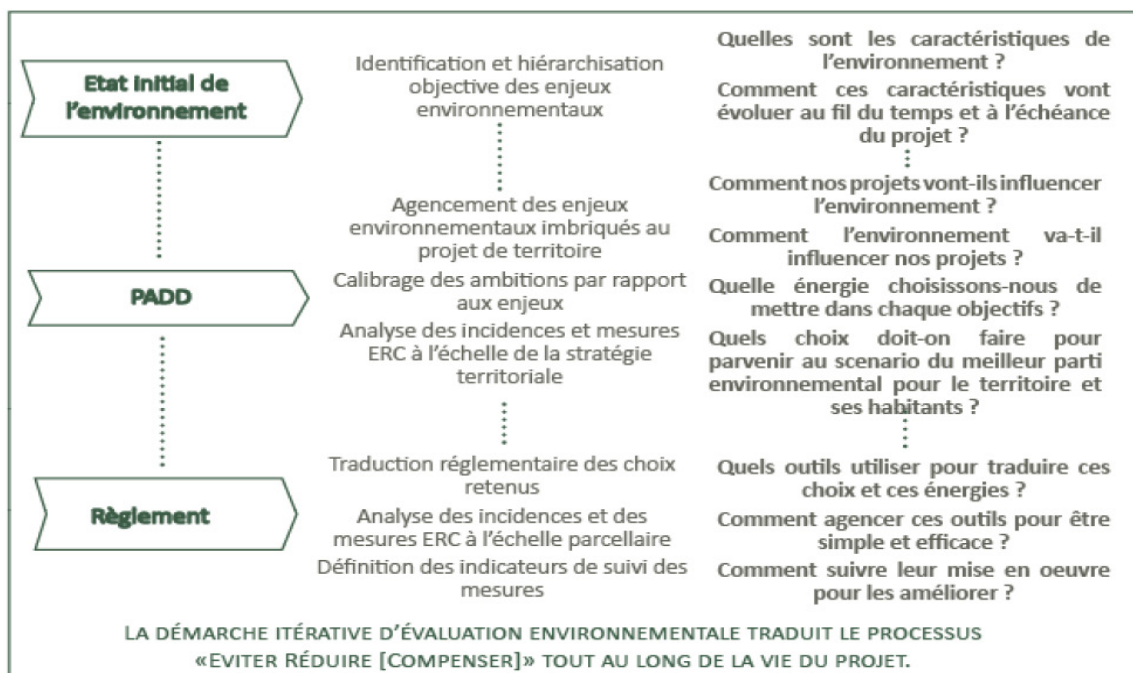 Etat Initial de
l'environnement
Identification et hiérarchisation
objective des enjeux
environnementaux
Quelles sont les caractéristiques de
l'environnement ?
Comment ces caractéristiques vont
évoluer au fil du temps et à l'échéance
du projet ?
PADD
Agencement des enjeux
environnementaux imbriqués au
projet de territoire
Calibrage des ambitions par rapport
aux enjeux
Analyse des incidences et mesures
ERC à l'échelle de la stratégie
territoriale
Comment nos projets vont-ils influencer
l'environnement ?
Comment l'environnement va-t-il
influencer nos projets ?
Quelle énergie choisissons-nous de
mettre dans chaque objectifs ?
Quels choix doit-on faire pour
parvenir au scenario du meilleur parti
environnemental pour le territoire et
ses habitants ?
Règlement
Traduction réglementaire des choix
retenus
Analyse des incidences et des
mesures ERC à l'échelle parcellaire
Définition des indicateurs de suivi des
mesures
Quels outils utiliser pour traduire ces
choix et ces énergies ?
Comment agencer ces outils pour être
simple et efficace ?
Comment suivre leur mise en oeuvre
pour les améliorer ?
LA DÉMARCHE ITÉRATIVE D'ÉVALUATION ENVIRONNEMENTALE TRADUIT LE PROCESSUS
«EVITER RÉDUIRE [COMPENSER]» TOUT AU LONG DE LA VIE DU PROJET.